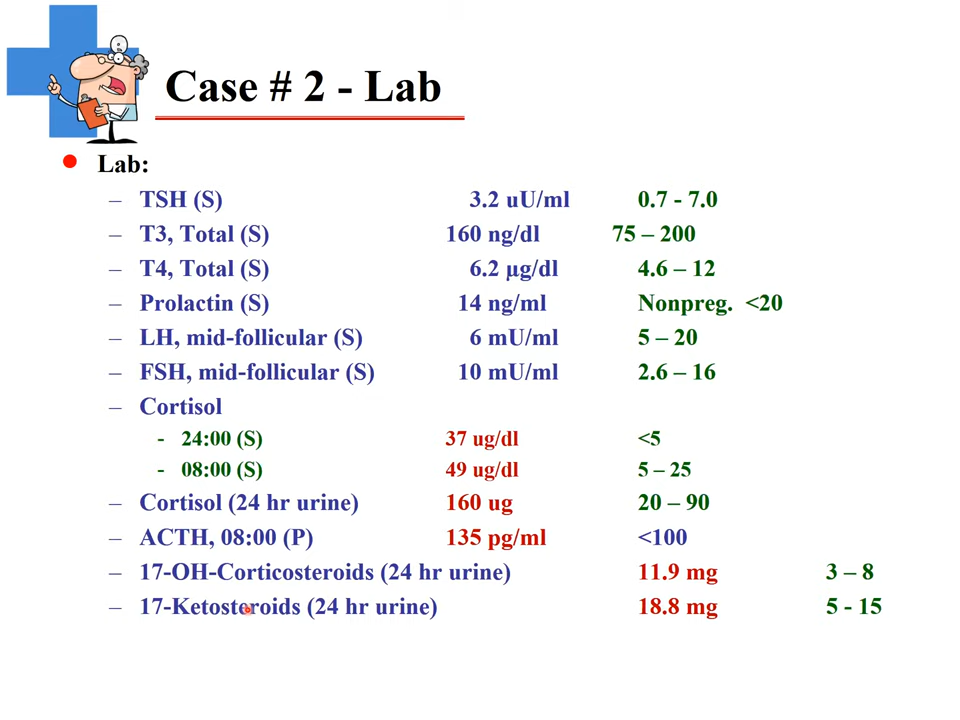 Case # 2 - Lab
Lab:
– TSH (S) 3.2 uU/ml 0.7 - 7.0
– T3, Total (S) 160 ng/dl 75 – 200
– T4, Total (S) 6.2 µg/dl 4.6 – 12
– Prolactin (S) 14 ng/ml Nonpreg. <20
– LH, mid-follicular (S) 6 mU/ml 5 – 20
– FSH, mid-follicular (S) 10 mU/ml 2.6 – 16
– Cortisol
- 24:00 (S) 37 ug/dl <5
- 08:00 (S) 49 ug/dl 5 – 25
– Cortisol (24 hr urine) 160 ug 20 – 90
– ACTH, 08:00 (P) 135 pg/ml <100
– 17-OH-Corticosteroids (24 hr urine) 11.9 mg 3 – 8
– 17-Ketosteroids (24 hr urine) 18.8 mg 5 - 15